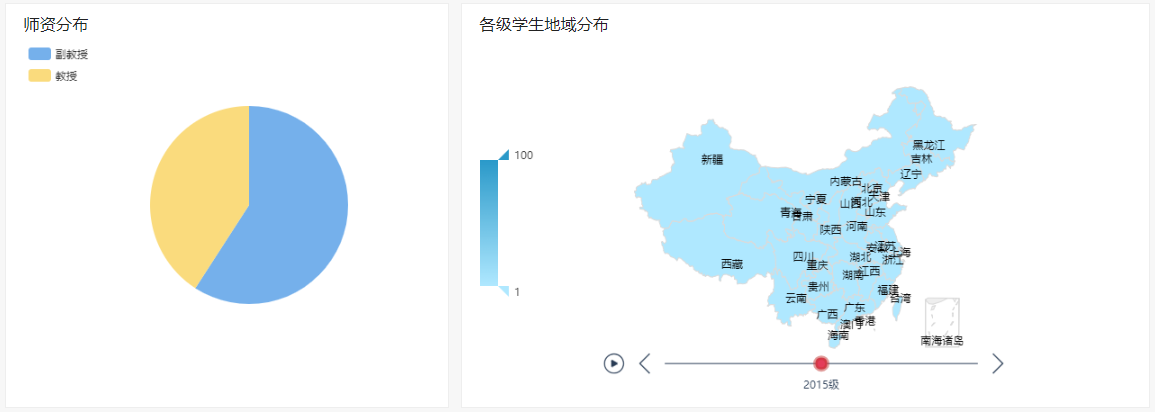 师资分布
副教授
教授
各级学生地域分布
100
1
黑龙江
吉林
辽宁
新疆
内蒙古
北京
天津
宁夏
山西
河北
青海
甘肃
山东
陕西
河南
江苏
安徽
上海
四川
湖北
浙江
西藏
重庆
江西
湖南
贵州
福建
云南
台湾
广东
广西
香港
澳门
海南
南海诸岛
2015级